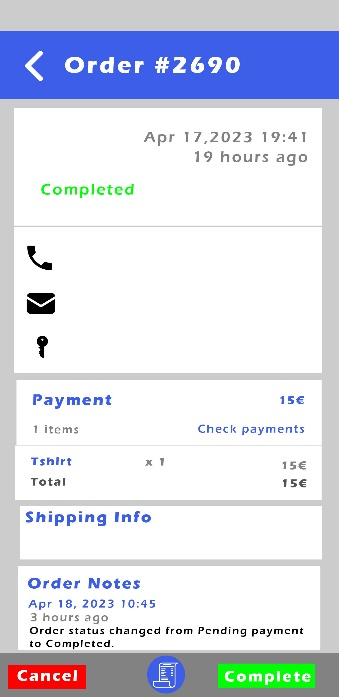 Order #2690
Apr 17,2023 19:41
19 hours ago
Completed
Payment 15€
1 items Check payments
Tshirt x 1 15€
Total 15€
Shipping Info
Order Notes
Apr 18, 2023 10:45
3 hours ago
Order status changed from Pending payment
to Completed.
Cancel Complete